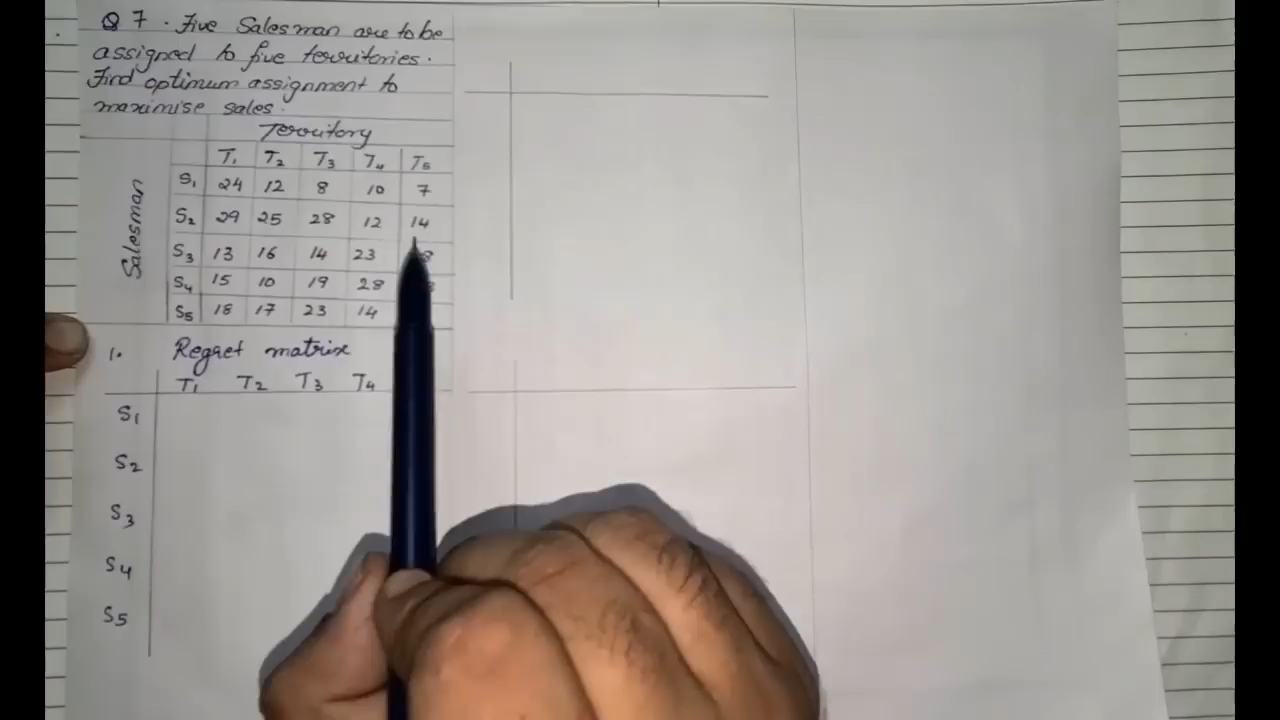 Q 7. Five Salesman are to be
assigned to five territories.
Find optimum assignment to
maximise sales.
Territory
T1 T2 T3 T4 T5
Salesman
S1 24 12 8 10 7
S2 29 25 28 12 14
S3 13 16 14 23
S4 15 10 19 28
S5 18 17 23 14
1. Regret matrix
T1 T2 T3 T4
S1
S2
S3
S4
S5